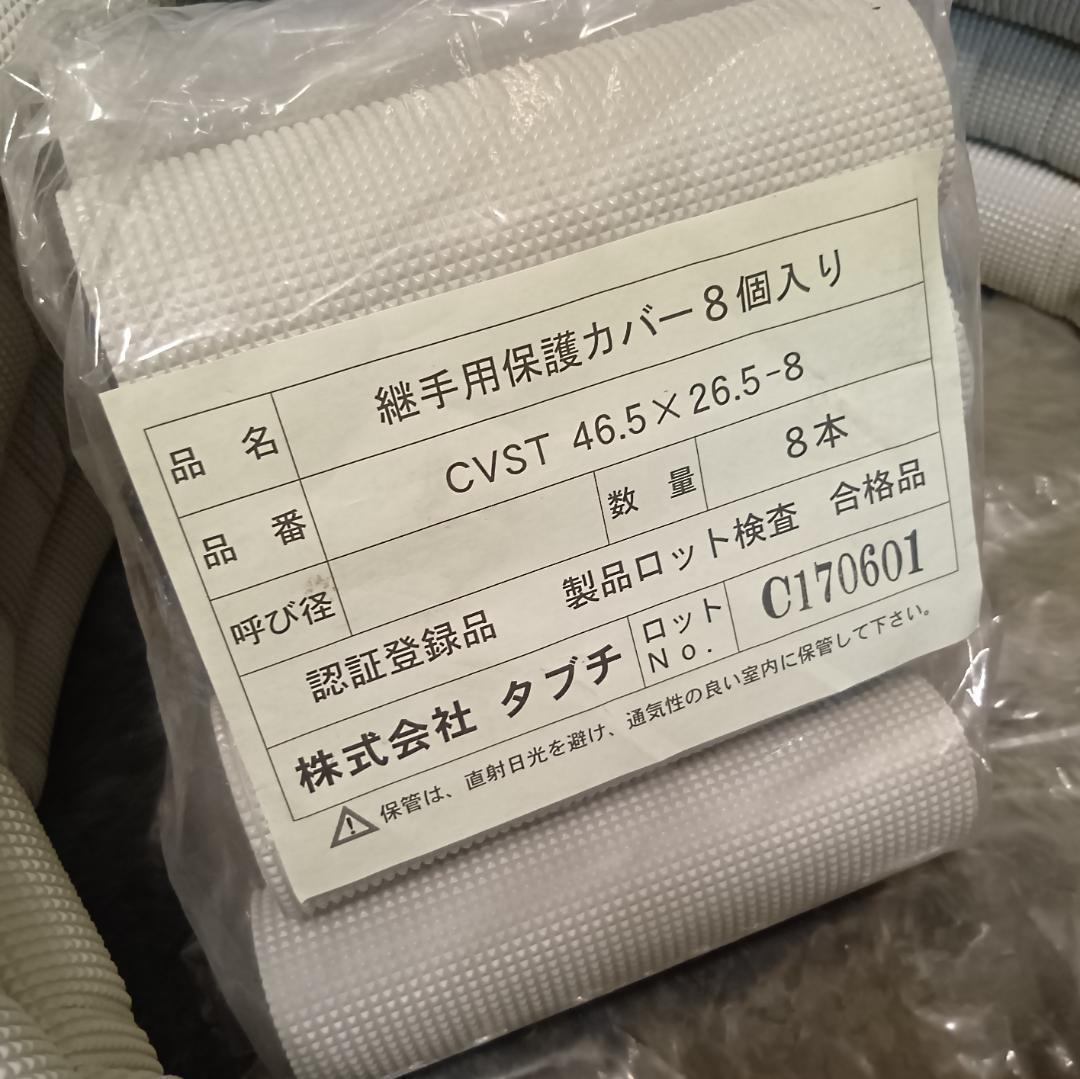 品 名 継手用保護カバー8個入り
品 番 CVST 46.5×26.5-8
呼び径 数 量 8本
認証登録品 製品ロット検査 合格品
株式会社 タブチ ロット No. C170601
保管は、直射日光を避け、通気性の良い室内に保管して下さい。